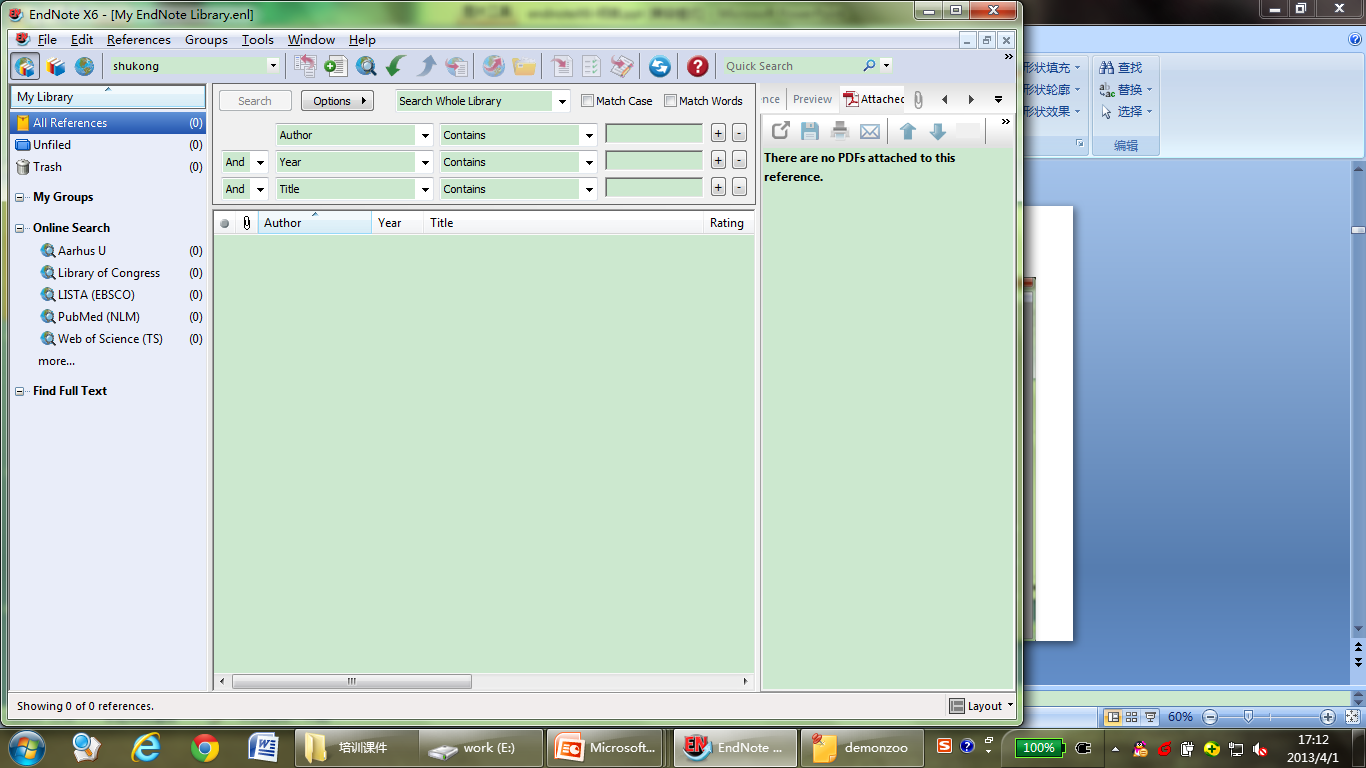 EndNote X6 - [My EndNote Library.enl]
File Edit References Groups Tools Window Help
shukong
Quick Search
My Library
All References (0)
Unfiled (0)
Trash (0)
My Groups
Online Search
Aarhus U (0)
Library of Congress (0)
LISTA (EBSCO) (0)
PubMed (NLM) (0)
Web of Science (TS) (0)
more...
Find Full Text
Search Options Search Whole Library Match Case Match Words
Author Contains + -
And Year Contains + -
And Title Contains + -
Author Year Title Rating
ence Preview Attached
There are no PDFs attached to this
reference.
Showing 0 of 0 references.
Layout
形状填充 查找
形状轮廓 替换
形状效果 选择
编辑
60%
培训课件 work (E:) Microsoft... EndNote ... demonzoo 100%
17:12
2013/4/1